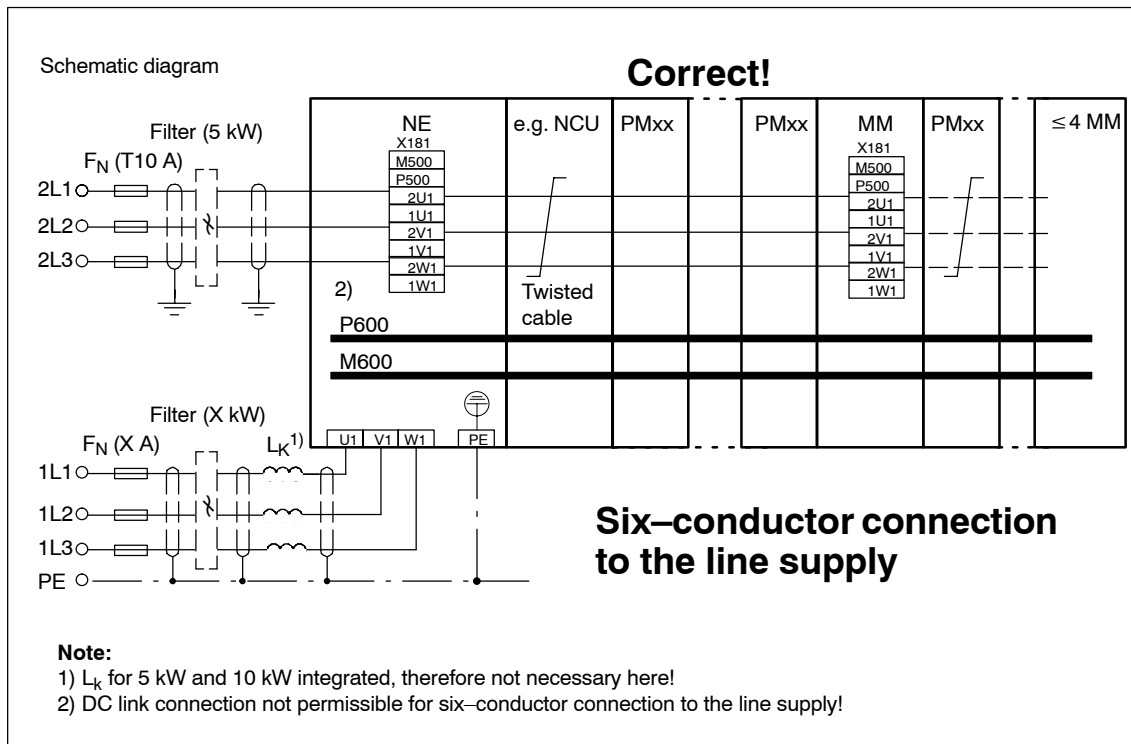 Schematic diagram
Correct!
Filter (5 kW)
FN (T10 A)
2L1
2L2
2L3
NE
X181
M500
P500
2U1
1U1
2V1
1V1
2W1
1W1
2)
e.g. NCU
Twisted
cable
PMxx
PMxx
MM
X181
M500
P500
2U1
1U1
2V1
1V1
2W1
1W1
PMxx
≤ 4 MM
P600
M600
U1 V1 W1 PE
Filter (X kW)
FN (X A)
LK1)
1L1
1L2
1L3
PE
Six–conductor connection
to the line supply
Note:
1) Lk for 5 kW and 10 kW integrated, therefore not necessary here!
2) DC link connection not permissible for six–conductor connection to the line supply!